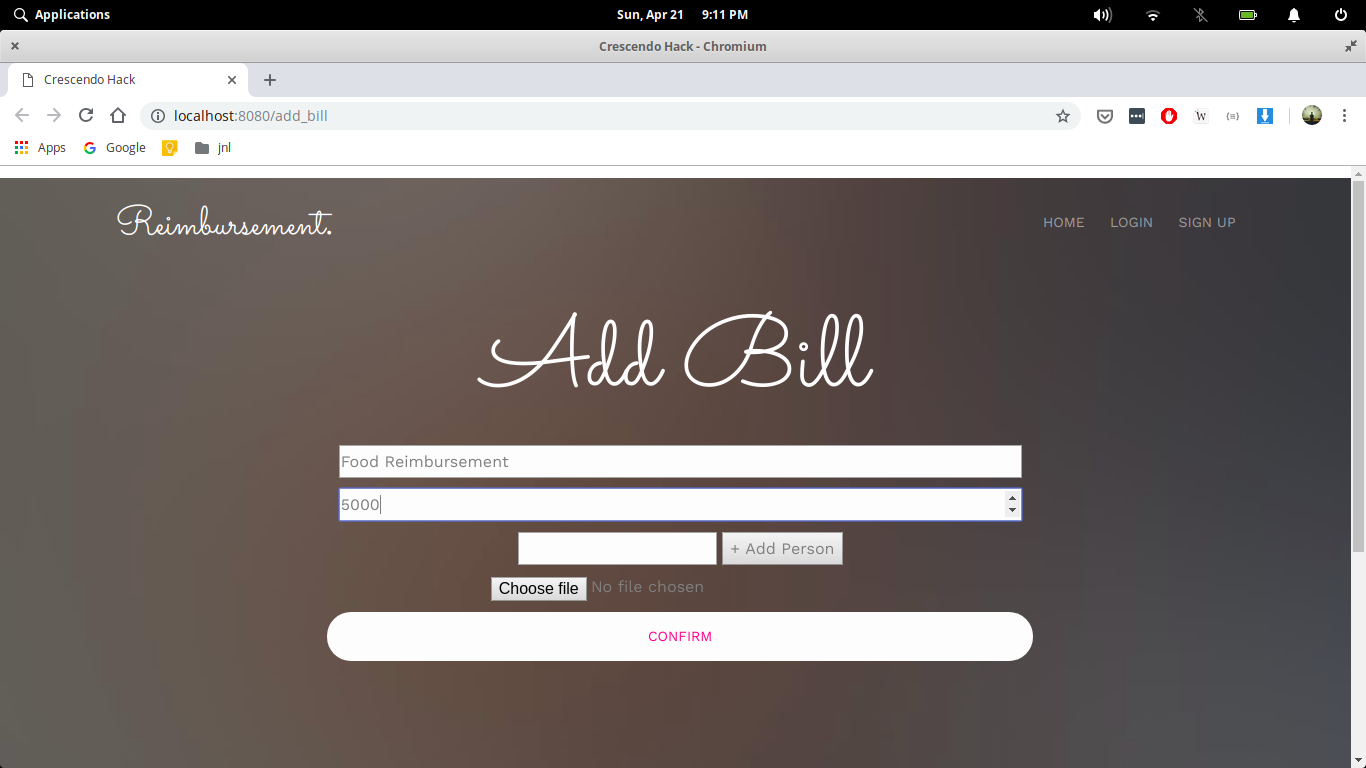 Applications Sun, Apr 21 9:11 PM
Crescendo Hack - Chromium
Crescendo Hack
localhost:8080/add_bill
W {≡}
Apps Google jnl
Reimbursement. HOME LOGIN SIGN UP
Add Bill
Food Reimbursement
5000
+ Add Person
Choose file No file chosen
CONFIRM